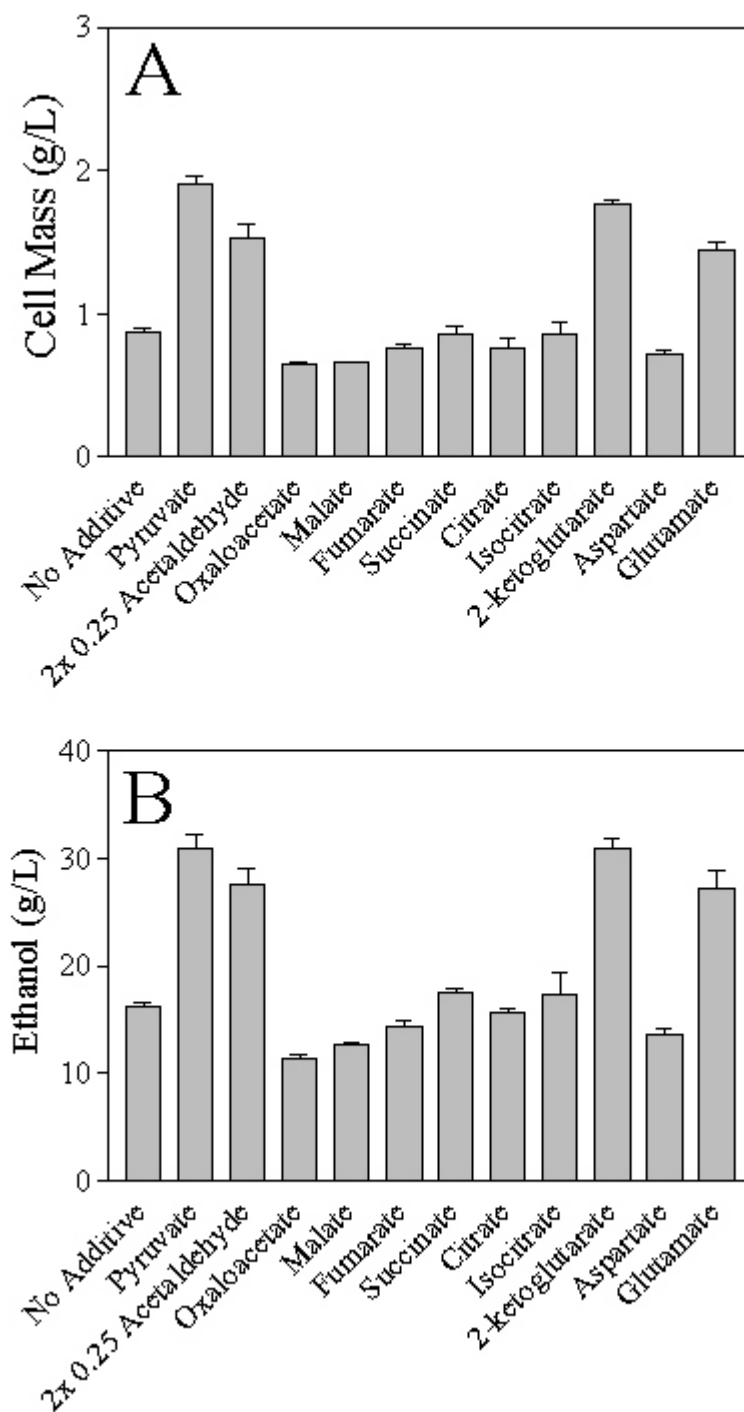 A
Cell Mass (g/L)
3
2
1
0
No Additive
Pyruvate
2x 0.25 Acetaldehyde
Oxaloacetate
Malate
Fumarate
Succinate
Citrate
Isocitrate
2-ketoglutarate
Aspartate
Glutamate
B
Ethanol (g/L)
40
30
20
10
0
No Additive
Pyruvate
2x 0.25 Acetaldehyde
Oxaloacetate
Malate
Fumarate
Succinate
Citrate
Isocitrate
2-ketoglutarate
Aspartate
Glutamate